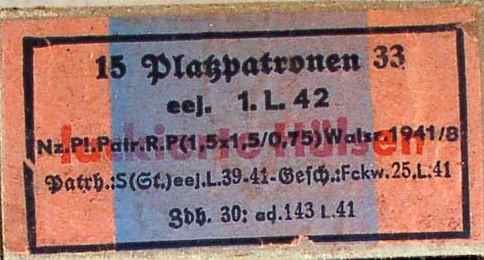 15 Platzpatronen 33
eej. 1. L. 42
Nz.Pl.Patr.R.P(1,5x1,5/0,75)Walsr.1941/8
lackierte Hülsen
Patrh.:S(St.)eej.L.39-41-Gesch.:Fckw.25.L.41
Zdh. 30: ad.143 L.41